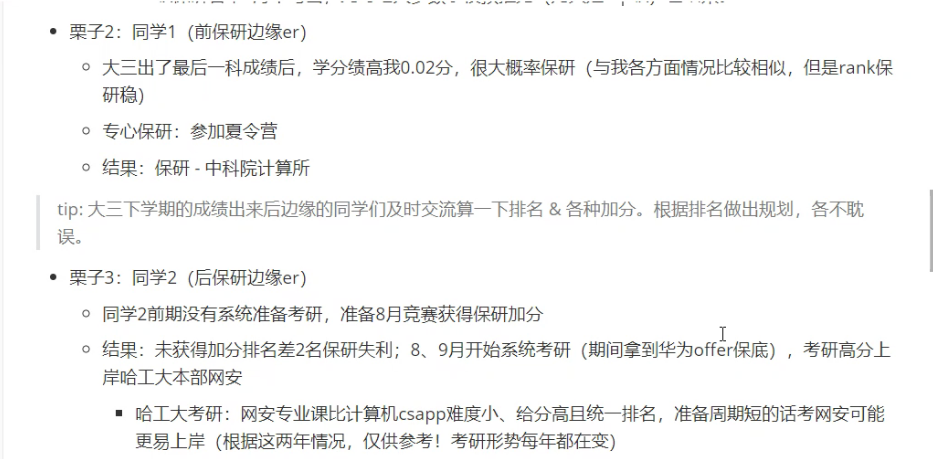 栗子2：同学1（前保研边缘er）
大三出了最后一科成绩后，学分绩高我0.02分，很大概率保研（与我各方面情况比较相似，但是rank保
研稳）
专心保研：参加夏令营
结果：保研 - 中科院计算所
tip: 大三下学期的成绩出来后边缘的同学们及时交流算一下排名 & 各种加分。根据排名做出规划，各不耽
误。
栗子3：同学2（后保研边缘er）
同学2前期没有系统准备考研，准备8月竞赛获得保研加分
结果：未获得加分排名差2名保研失利；8、9月开始系统考研（期间拿到华为offer保底），考研高分上
岸哈工大本部网安
哈工大考研：网安专业课比计算机csapp难度小、给分高且统一排名，准备周期短的话考网安可能
更易上岸（根据这两年情况，仅供参考！考研形势每年都在变）